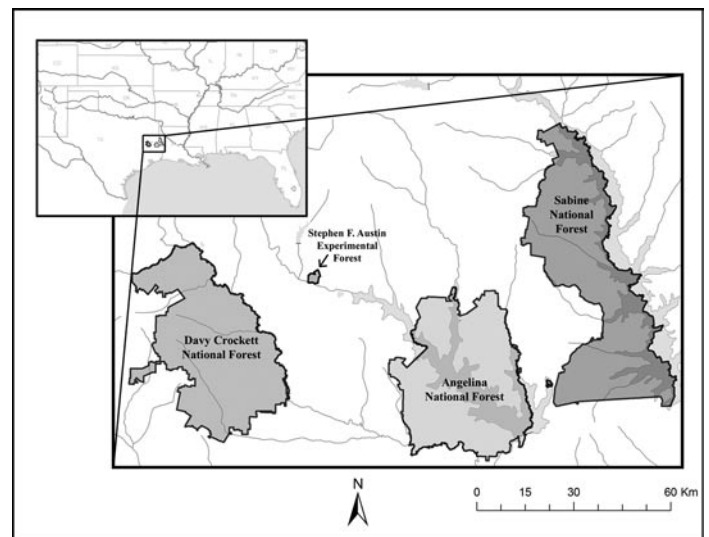 Sabine
National
Forest
Stephen F. Austin
Experimental
Forest
Davy Crockett
National Forest
Angelina
National Forest
N
0 15 30 60 Km